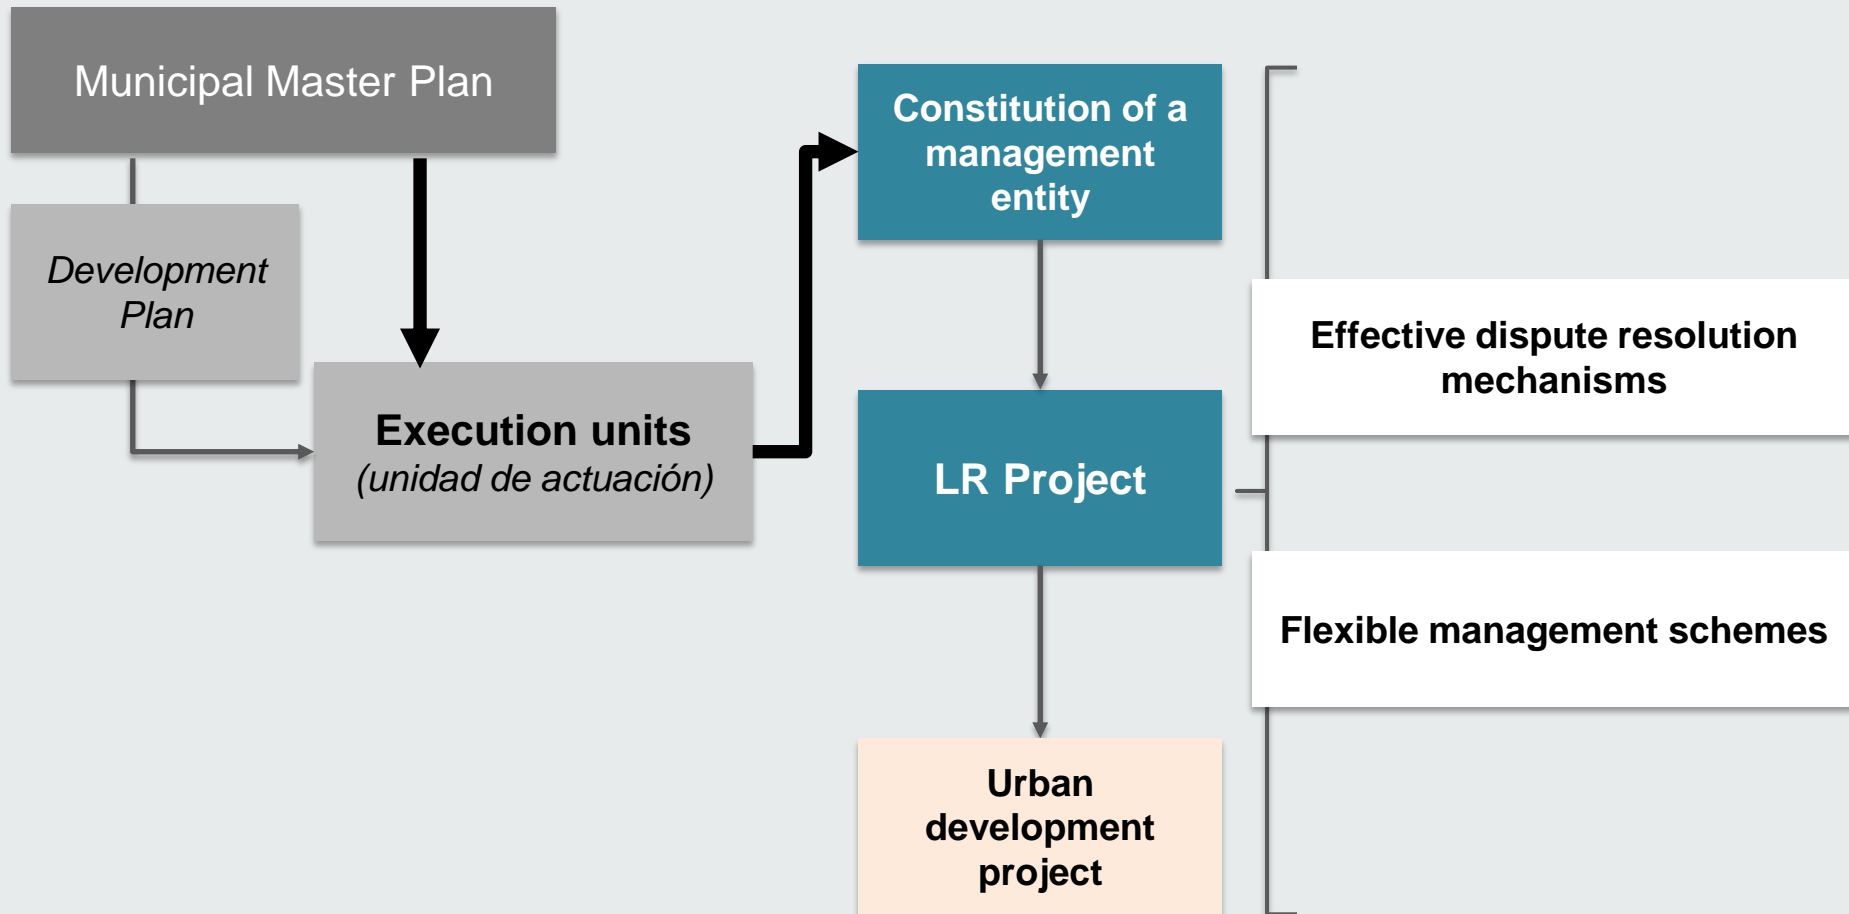 Municipal Master Plan
Development
Plan
Execution units
(unidad de actuación)
Constitution of a
management
entity
LR Project
Urban
development
project
Effective dispute resolution
mechanisms
Flexible management schemes